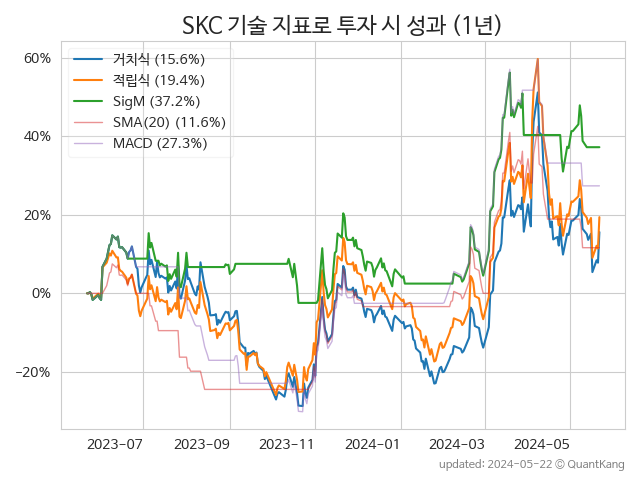 SKC 기술 지표로 투자 시 성과 (1년)
거치식 (15.6%)
적립식 (19.4%)
SigM (37.2%)
SMA(20) (11.6%)
MACD (27.3%)
60%
40%
20%
0%
−20%
2023-07 2023-09 2023-11 2024-01 2024-03 2024-05
updated: 2024-05-22 © QuantKang